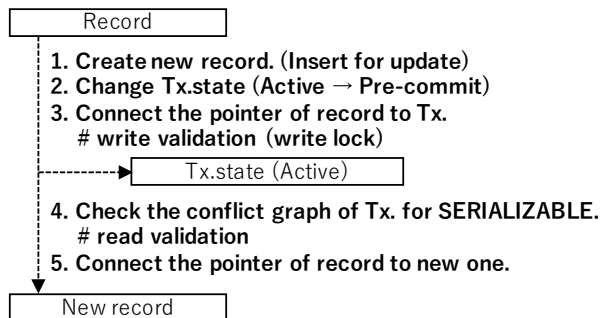 Record
1. Create new record. (Insert for update)
2. Change Tx.state (Active → Pre-commit)
3. Connect the pointer of record to Tx.
# write validation (write lock)
Tx.state (Active)
4. Check the conflict graph of Tx. for SERIALIZABLE.
# read validation
5. Connect the pointer of record to new one.
New record